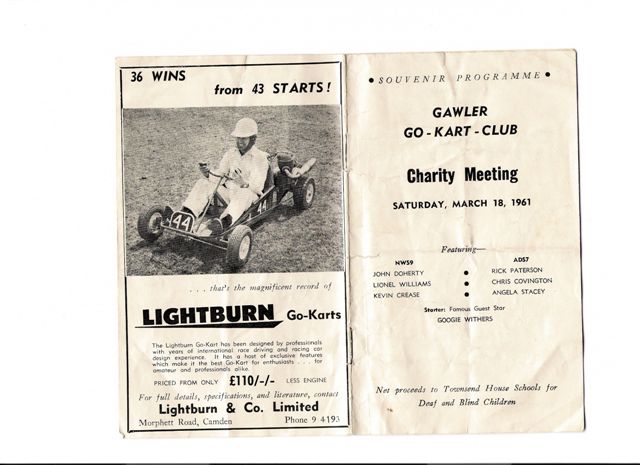 36 WINS
from 43 STARTS!
44
44
. . . that's the magnificent record of
LIGHTBURN Go-Karts
The Lightburn Go-Kart has been designed by professionals
with years of international race driving and racing car
design experience. It has a host of exclusive features
which make it the best Go-Kart for enthusiasts . . . for
amateur and professionals alike.
PRICED FROM ONLY £110/-/- LESS ENGINE
For full details, specifications, and literature, contact
Lightburn & Co. Limited
Morphett Road, Camden Phone 9 4193
• SOUVENIR PROGRAMME •
GAWLER
GO-KART-CLUB
Charity Meeting
SATURDAY, MARCH 18, 1961
Featuring—
NWS9 ADS7
JOHN DOHERTY • RICK PATERSON
LIONEL WILLIAMS • CHRIS COVINGTON
KEVIN CREASE • ANGELA STACEY
Starter: Famous Guest Star
GOOGIE WITHERS
Net proceeds to Townsend House Schools for
Deaf and Blind Children